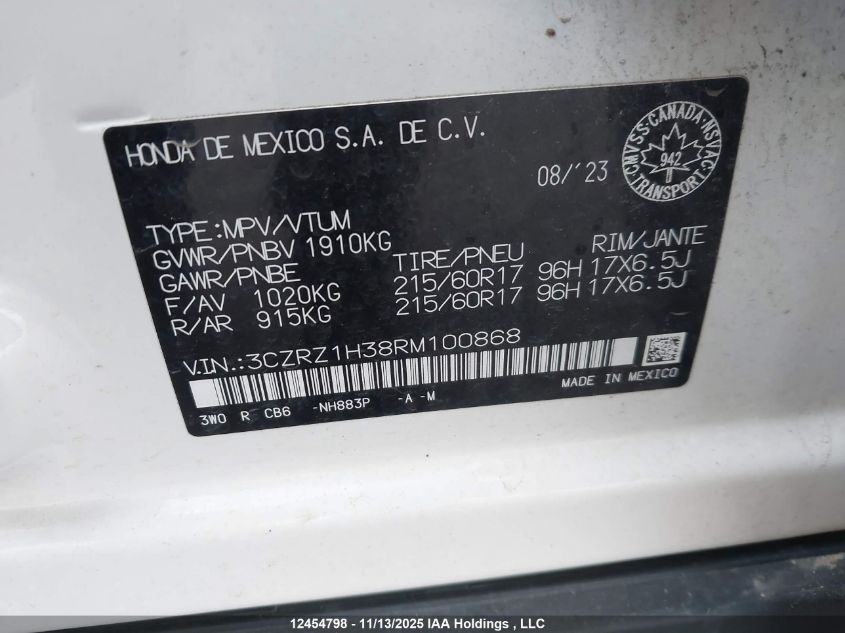 HONDA DE MEXICO S.A. DE C.V.
08/'23
CMVSS·CANADA·NSVAC·TRANSPORT
942
TYPE:MPV/VTUM
GVWR/PNBV 1910KG
GAWR/PNBE TIRE/PNEU RIM/JANTE
F/AV 1020KG 215/60R17 96H 17X6.5J
R/AR 915KG 215/60R17 96H 17X6.5J
VIN.:3CZRZ1H38RM100868
MADE IN MEXICO
3W0 R CB6 -NH883P -A -M
12454798 - 11/13/2025 IAA Holdings , LLC